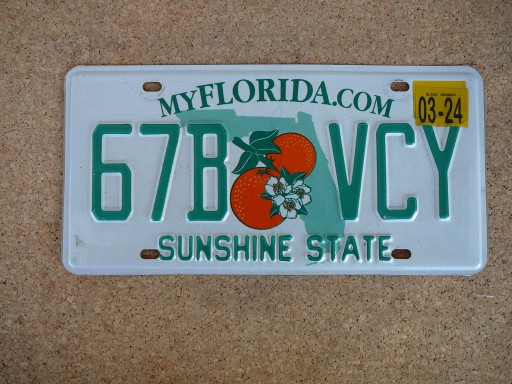 MYFLORIDA.COM
03-24
67B VCY
SUNSHINE STATE